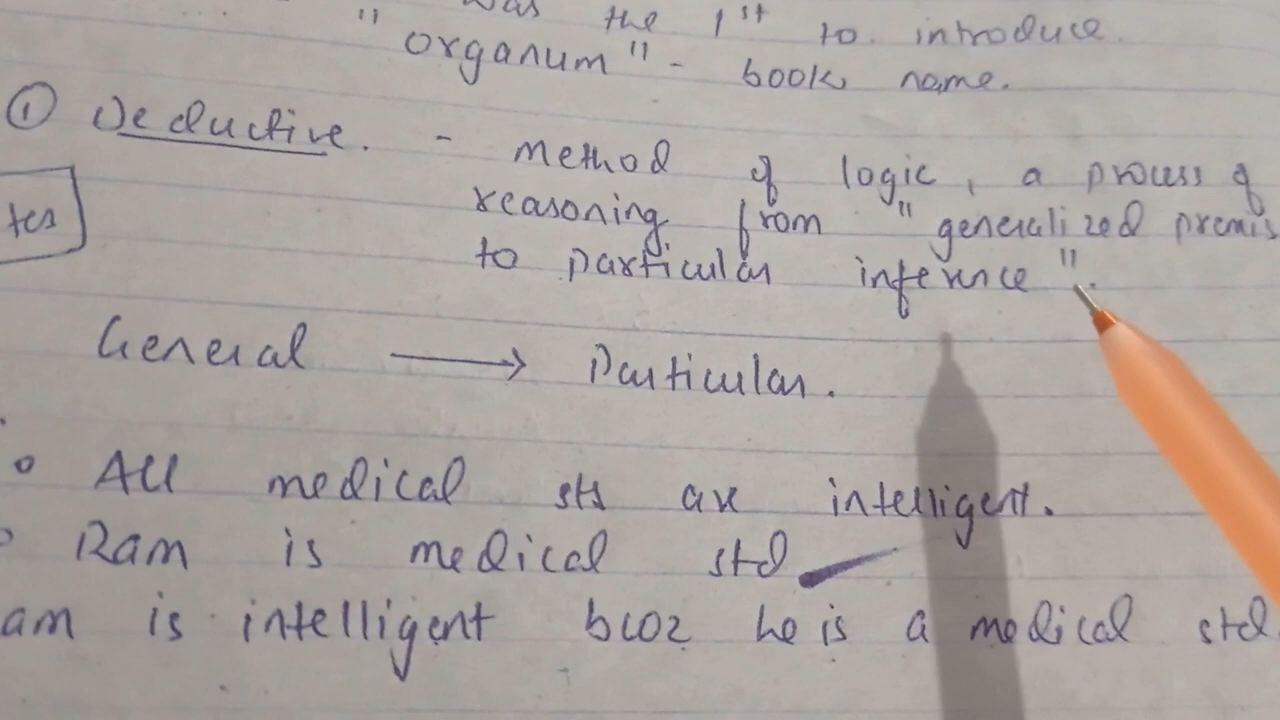 was the 1st to introduce.
"organum" - book name.
① Deductive. - method of logic, a process of
tes
reasoning from "generalized premis
to particular inference".
General → Particular.
All medical sts are intelligent.
Ram is medical std
am is intelligent bcoz he is a medical std.